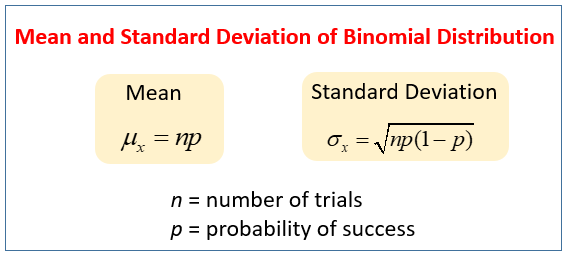 Mean and Standard Deviation of Binomial Distribution
Mean
μₓ = np
Standard Deviation
σₓ = √np(1− p)
n = number of trials
p = probability of success